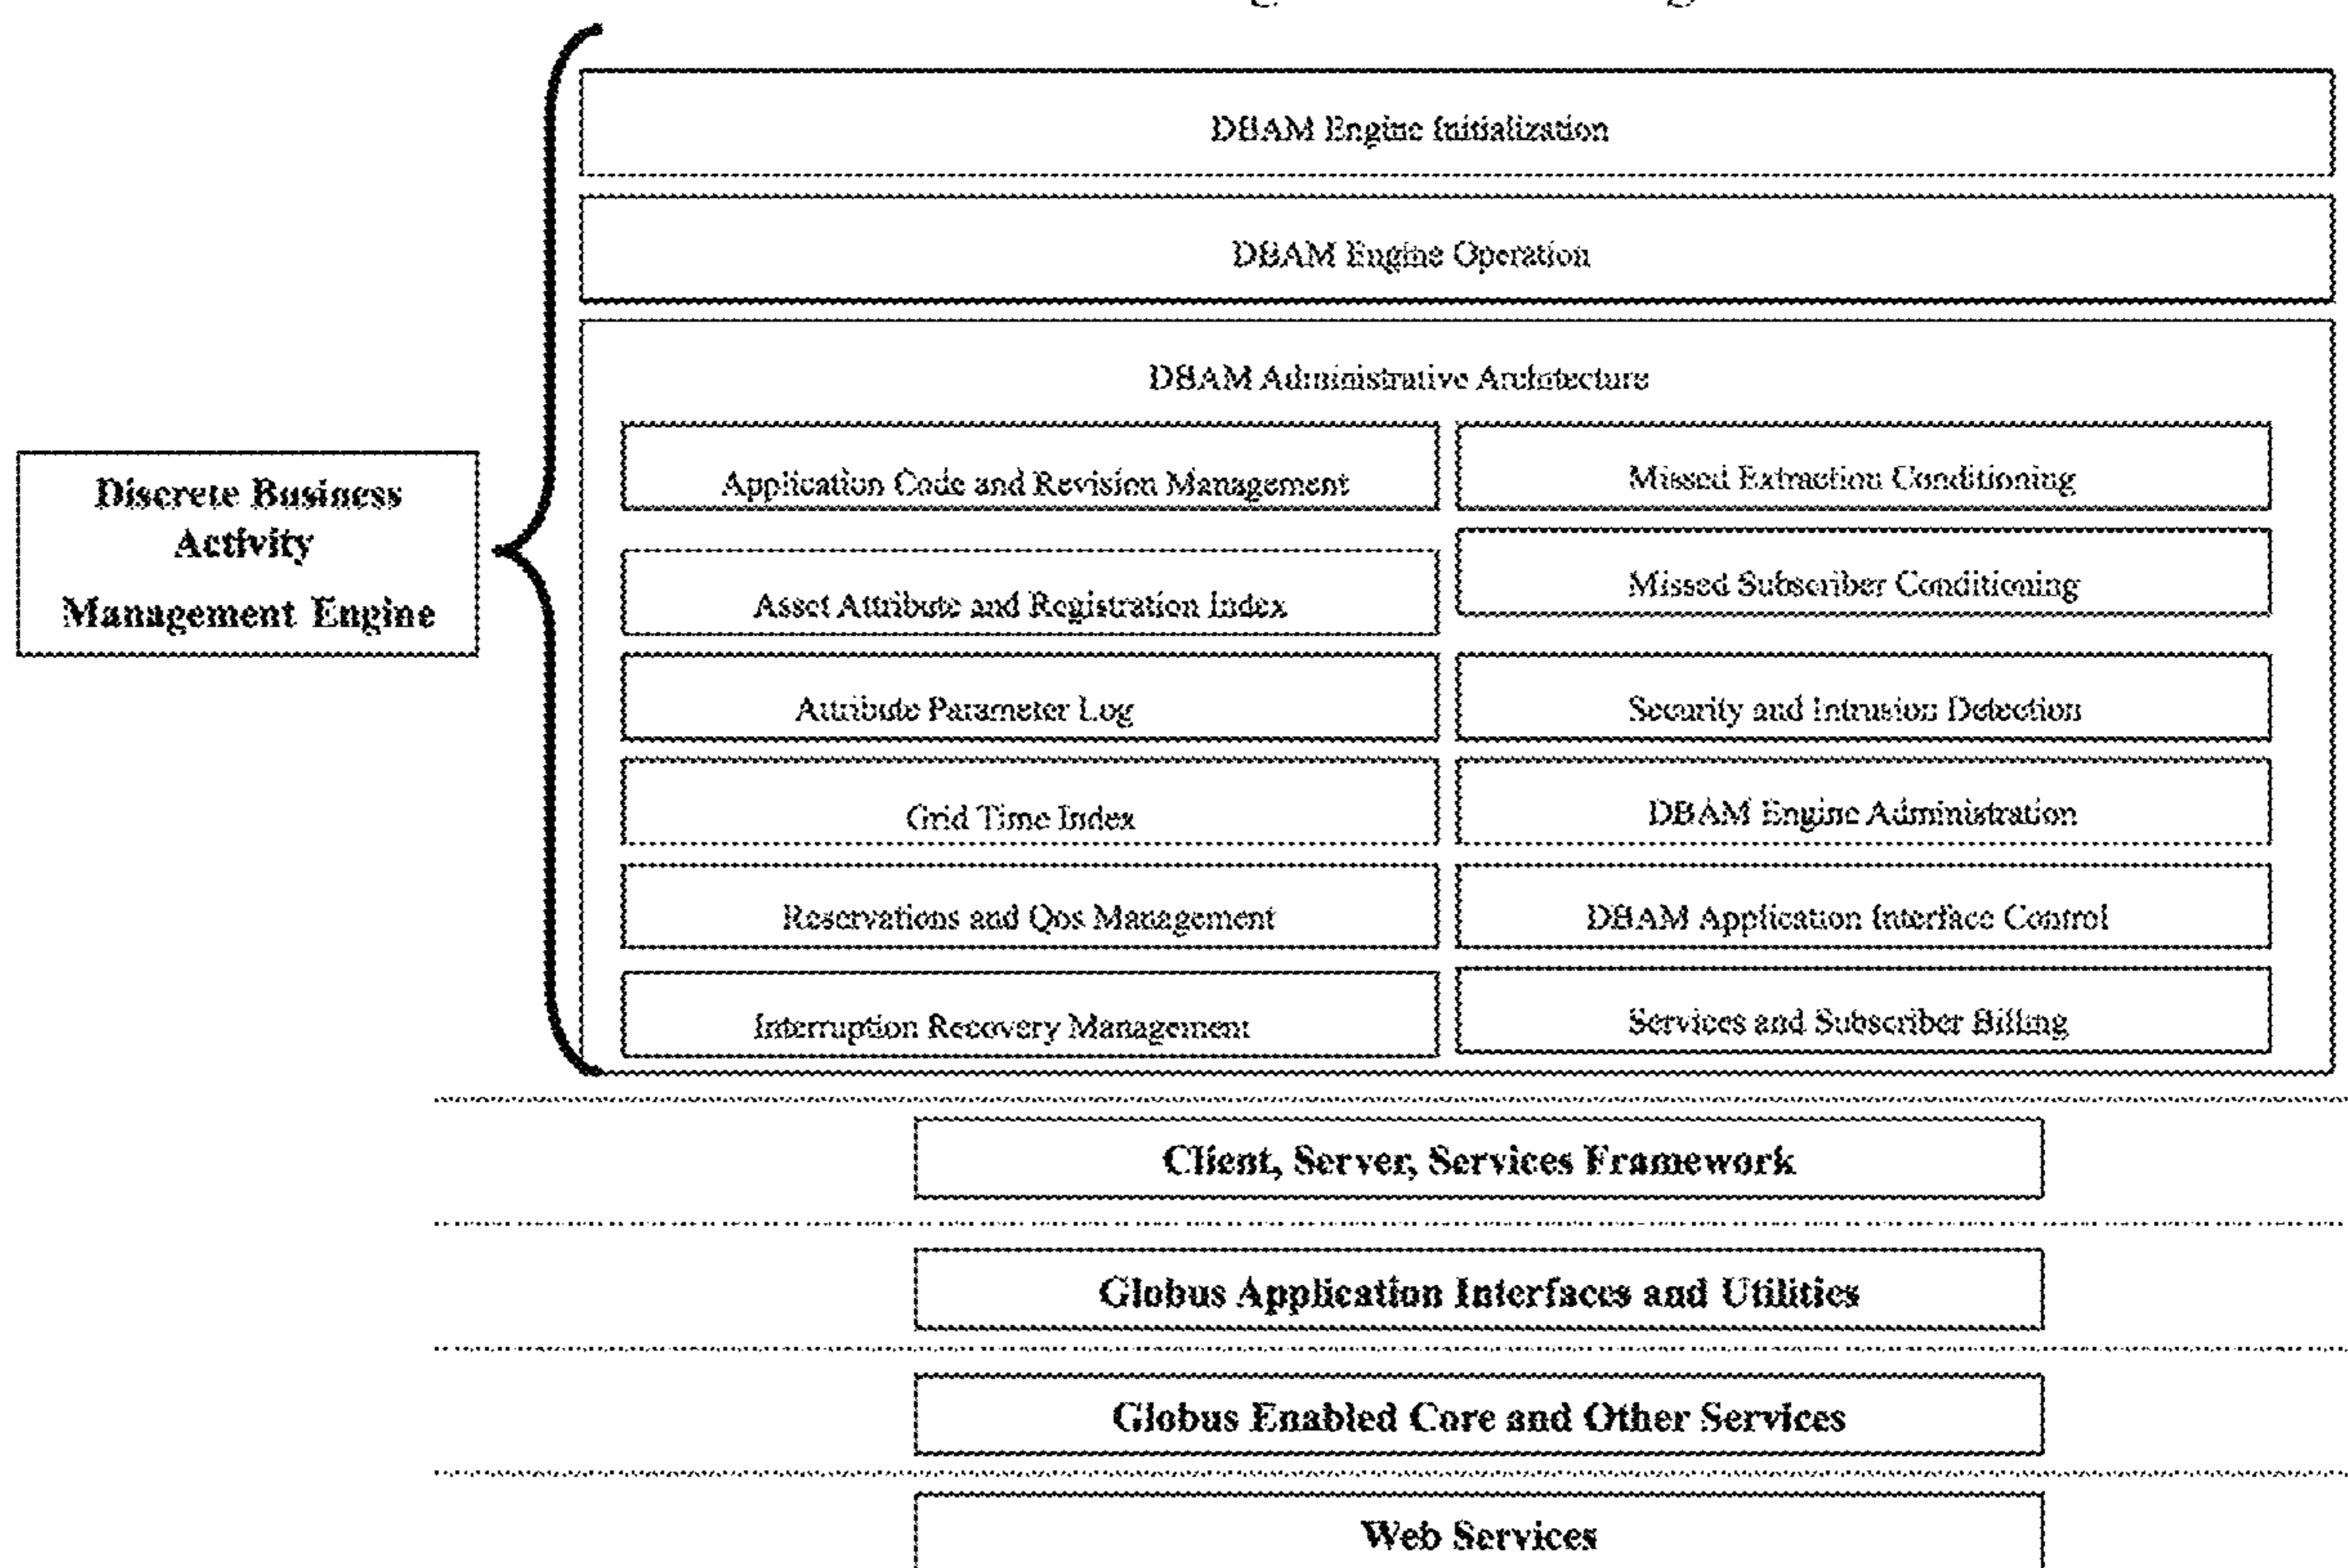 DBAM Engine Initialization
DBAM Engine Operation
DBAM Administrative Architecture
Application Code and Revision Management
Missed Extraction Conditioning
Discrete Business
Activity
Management Engine
Asset Attribute and Registration Index
Missed Subscriber Conditioning
Attribute Parameter Log
Security and Intrusion Detection
Grid Time Index
DBAM Engine Administration
Reservations and Qos Management
DBAM Application Interface Control
Interruption Recovery Management
Services and Subscriber Billing
Client, Server, Services Framework
Globus Application Interfaces and Utilities
Globus Enabled Core and Other Services
Web Services